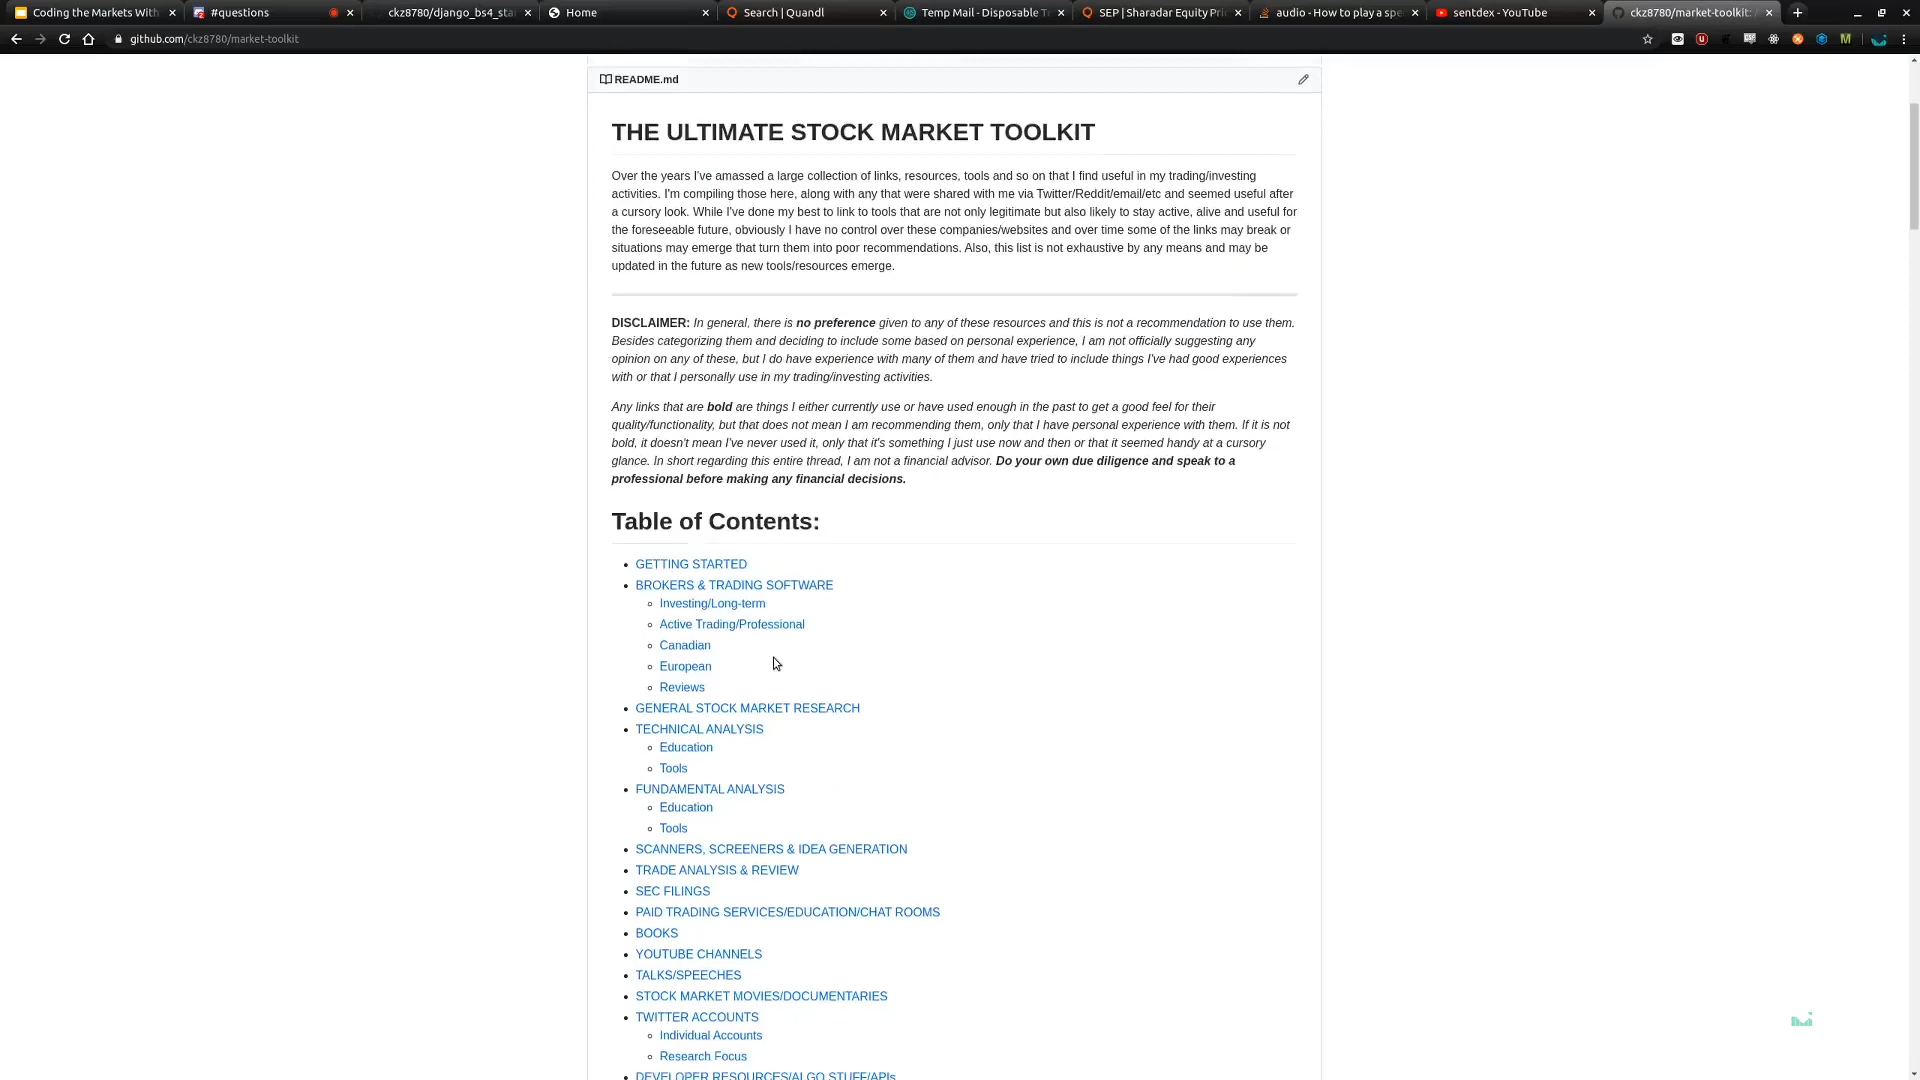 Coding the Markets With
#questions
ckz8780/django_bs4_sta
Home
Search | Quandl
Temp Mail - Disposable T
SEP | Sharadar Equity Pri
audio - How to play a spe
sentdex - YouTube
ckz8780/market-toolkit:
github.com/ckz8780/market-toolkit
README.md
THE ULTIMATE STOCK MARKET TOOLKIT
Over the years I've amassed a large collection of links, resources, tools and so on that I find useful in my trading/investing
activities. I'm compiling those here, along with any that were shared with me via Twitter/Reddit/email/etc and seemed useful after
a cursory look. While I've done my best to link to tools that are not only legitimate but also likely to stay active, alive and useful for
the foreseeable future, obviously I have no control over these companies/websites and over time some of the links may break or
situations may emerge that turn them into poor recommendations. Also, this list is not exhaustive by any means and may be
updated in the future as new tools/resources emerge.
DISCLAIMER: In general, there is no preference given to any of these resources and this is not a recommendation to use them.
Besides categorizing them and deciding to include some based on personal experience, I am not officially suggesting any
opinion on any of these, but I do have experience with many of them and have tried to include things I've had good experiences
with or that I personally use in my trading/investing activities.
Any links that are bold are things I either currently use or have used enough in the past to get a good feel for their
quality/functionality, but that does not mean I am recommending them, only that I have personal experience with them. If it is not
bold, it doesn't mean I've never used it, only that it's something I just use now and then or that it seemed handy at a cursory
glance. In short regarding this entire thread, I am not a financial advisor. Do your own due diligence and speak to a
professional before making any financial decisions.
Table of Contents:
GETTING STARTED
BROKERS & TRADING SOFTWARE
Investing/Long-term
Active Trading/Professional
Canadian
European
Reviews
GENERAL STOCK MARKET RESEARCH
TECHNICAL ANALYSIS
Education
Tools
FUNDAMENTAL ANALYSIS
Education
Tools
SCANNERS, SCREENERS & IDEA GENERATION
TRADE ANALYSIS & REVIEW
SEC FILINGS
PAID TRADING SERVICES/EDUCATION/CHAT ROOMS
BOOKS
YOUTUBE CHANNELS
TALKS/SPEECHES
STOCK MARKET MOVIES/DOCUMENTARIES
TWITTER ACCOUNTS
Individual Accounts
Research Focus
DEVELOPER RESOURCES/ALGO STUFF/APIs